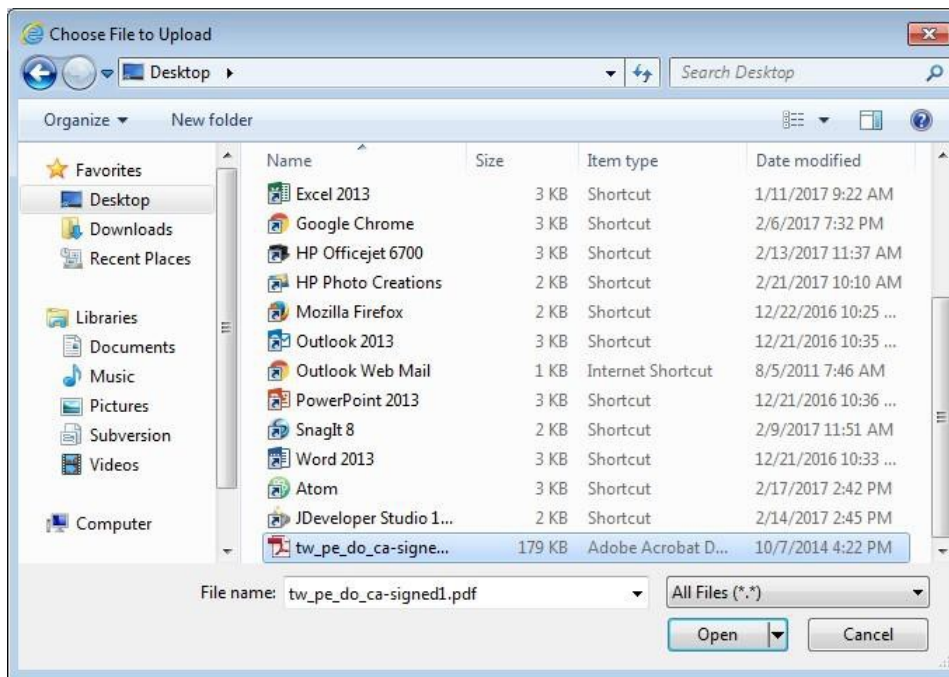 Choose File to Upload
Desktop
Search Desktop
Organize New folder
Name Size Item type Date modified
Favorites
Desktop
Downloads
Recent Places
Libraries
Documents
Music
Pictures
Subversion
Videos
Computer
Excel 2013 3 KB Shortcut 1/11/2017 9:22 AM
Google Chrome 3 KB Shortcut 2/6/2017 7:32 PM
HP Officejet 6700 3 KB Shortcut 2/13/2017 11:37 AM
HP Photo Creations 2 KB Shortcut 2/21/2017 10:10 AM
Mozilla Firefox 2 KB Shortcut 12/22/2016 10:25 ...
Outlook 2013 3 KB Shortcut 12/21/2016 10:35 ...
Outlook Web Mail 1 KB Internet Shortcut 8/5/2011 7:46 AM
PowerPoint 2013 3 KB Shortcut 12/21/2016 10:36 ...
SnagIt 8 2 KB Shortcut 2/9/2017 11:51 AM
Word 2013 3 KB Shortcut 12/21/2016 10:33 ...
Atom 3 KB Shortcut 2/17/2017 2:42 PM
JDeveloper Studio 1... 2 KB Shortcut 2/14/2017 2:45 PM
tw_pe_do_ca-signe... 179 KB Adobe Acrobat D... 10/7/2014 4:22 PM
File name: tw_pe_do_ca-signed1.pdf All Files (*.*)
Open Cancel